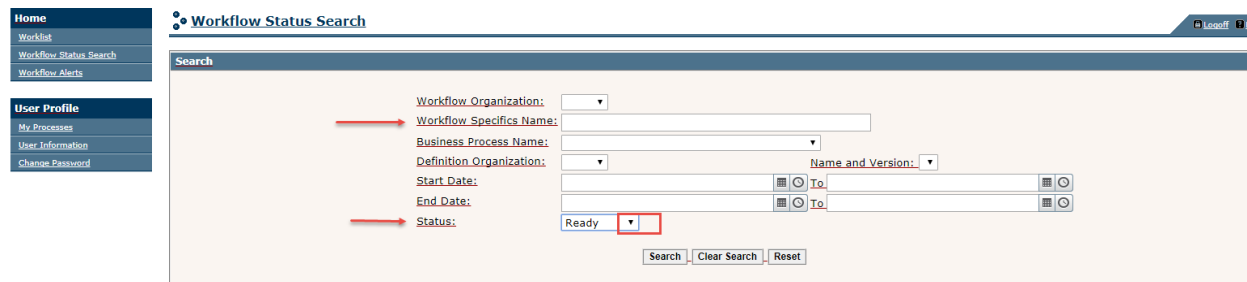 Home
Worklist
Workflow Status Search
Workflow Alerts
User Profile
My Processes
User Information
Change Password
Workflow Status Search
Logoff
Search
Workflow Organization:
Workflow Specifics Name:
Business Process Name:
Definition Organization: Name and Version:
Start Date: To
End Date: To
Status: Ready
Search Clear Search Reset